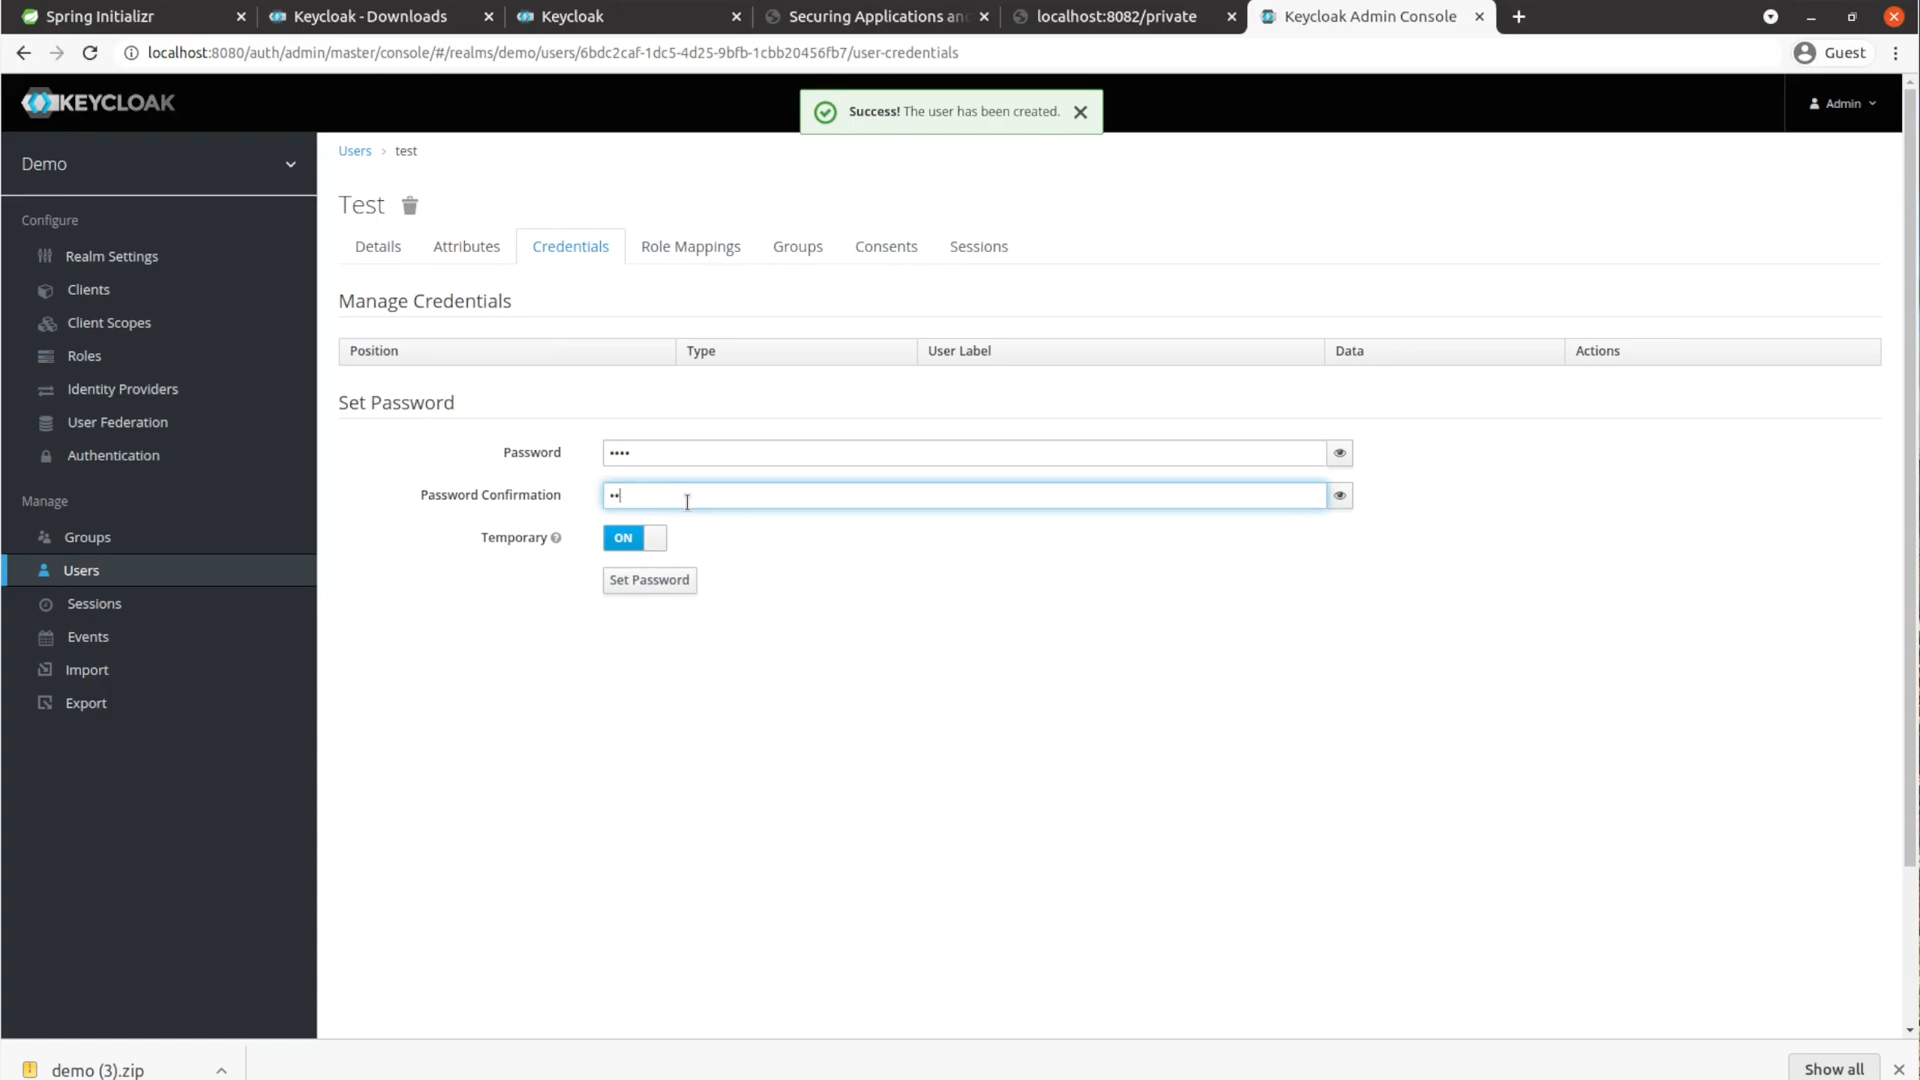 Spring Initializr
Keycloak - Downloads
Keycloak
Securing Applications an
localhost:8082/private
Keycloak Admin Console
localhost:8080/auth/admin/master/console/#/realms/demo/users/6bdc2caf-1dc5-4d25-9bfb-1cbb20456fb7/user-credentials
Guest
KEYCLOAK
Success! The user has been created.
Admin
Demo
Users > test
Test
Configure
Details
Attributes
Credentials
Role Mappings
Groups
Consents
Sessions
Realm Settings
Clients
Client Scopes
Roles
Identity Providers
User Federation
Authentication
Manage
Groups
Users
Sessions
Events
Import
Export
Manage Credentials
Position
Type
User Label
Data
Actions
Set Password
Password
••••
Password Confirmation
••
Temporary
ON
Set Password
demo (3).zip
Show all